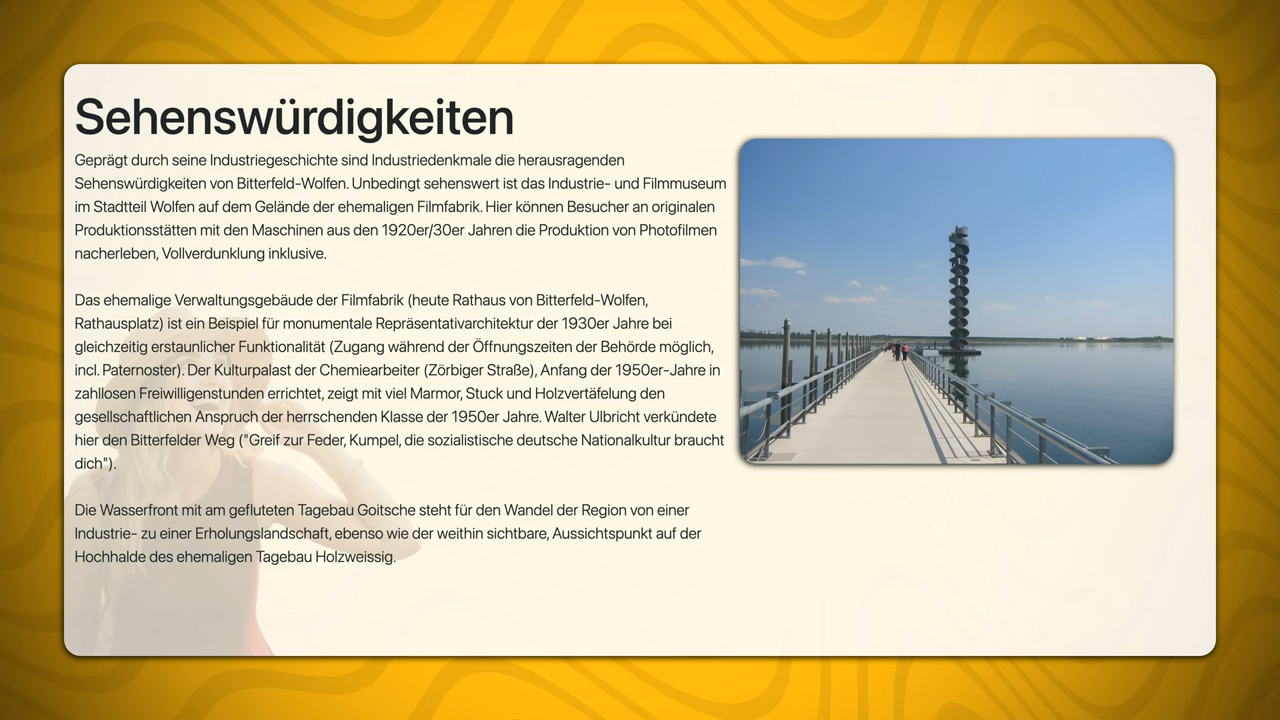 Sehenswürdigkeiten
Geprägt durch seine Industriegeschichte sind Industriedenkmale die herausragenden
Sehenswürdigkeiten von Bitterfeld-Wolfen. Unbedingt sehenswert ist das Industrie- und Filmmuseum
im Stadtteil Wolfen auf dem Gelände der ehemaligen Filmfabrik. Hier können Besucher an originalen
Produktionsstätten mit den Maschinen aus den 1920er/30er Jahren die Produktion von Photofilmen
nacherleben, Vollverdunklung inklusive.
Das ehemalige Verwaltungsgebäude der Filmfabrik (heute Rathaus von Bitterfeld-Wolfen,
Rathausplatz) ist ein Beispiel für monumentale Repräsentativarchitektur der 1930er Jahre bei
gleichzeitig erstaunlicher Funktionalität (Zugang während der Öffnungszeiten der Behörde möglich,
incl. Paternoster). Der Kulturpalast der Chemiearbeiter (Zörbiger Straße), Anfang der 1950er-Jahre in
zahllosen Freiwilligenstunden errichtet, zeigt mit viel Marmor, Stuck und Holzvertäfelung den
gesellschaftlichen Anspruch der herrschenden Klasse der 1950er Jahre. Walter Ulbricht verkündete
hier den Bitterfelder Weg ("Greif zur Feder, Kumpel, die sozialistische deutsche Nationalkultur braucht
dich").
Die Wasserfront mit am gefluteten Tagebau Goitsche steht für den Wandel der Region von einer
Industrie- zu einer Erholungslandschaft, ebenso wie der weithin sichtbare, Aussichtspunkt auf der
Hochhalde des ehemaligen Tagebau Holzweissig.